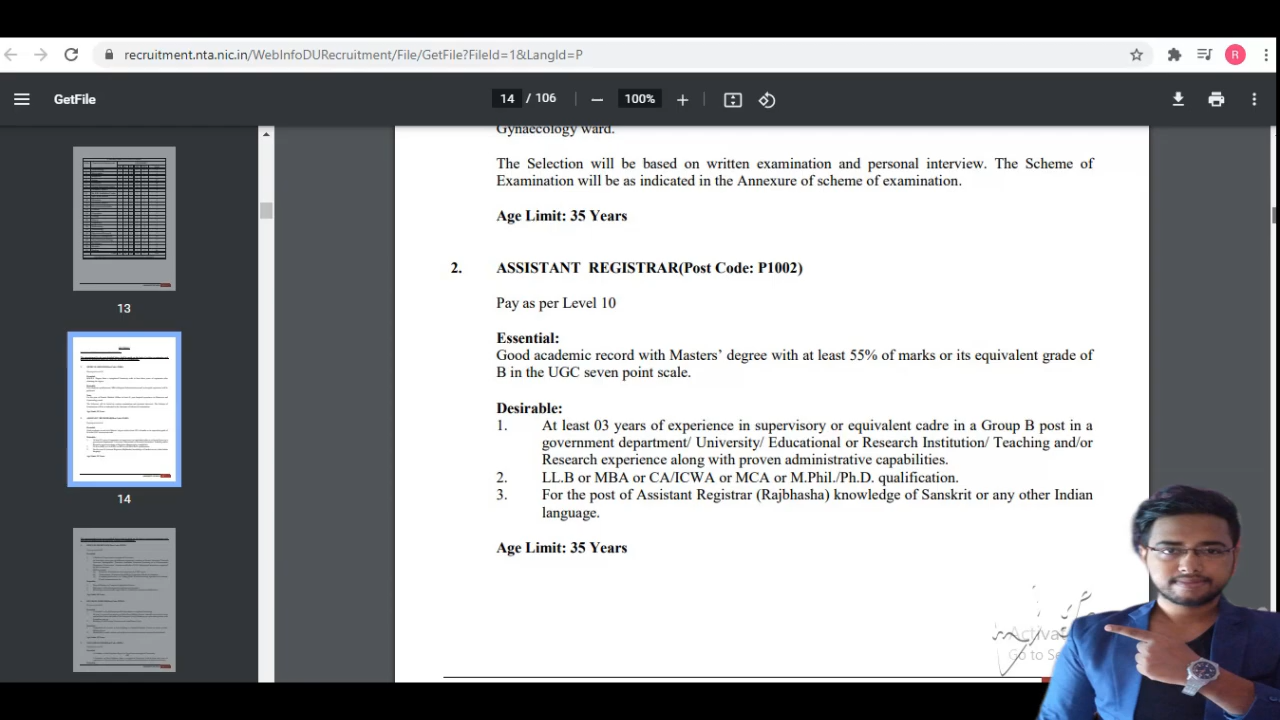 recruitment.nta.nic.in/WebInfoDURecruitment/File/GetFile?FileId=1&LangId=P
R
GetFile
14 / 106
100%
13
14
Gynaecology ward.
The Selection will be based on written examination and personal interview. The Scheme of
Examination will be as indicated in the Annexure of scheme of examination.
Age Limit: 35 Years
2. ASSISTANT REGISTRAR(Post Code: P1002)
Pay as per Level 10
Essential:
Good academic record with Masters’ degree with at least 55% of marks or its equivalent grade of
B in the UGC seven point scale.
Desirable:
1. At least 03 years of experience in supervisory or equivalent cadre in a Group B post in a
government department/ University/ Educational or Research Institution/ Teaching and/or
Research experience along with proven administrative capabilities.
2. LL.B or MBA or CA/ICWA or MCA or M.Phil./Ph.D. qualification.
3. For the post of Assistant Registrar (Rajbhasha) knowledge of Sanskrit or any other Indian
language.
Age Limit: 35 Years
Activa
Go to Se